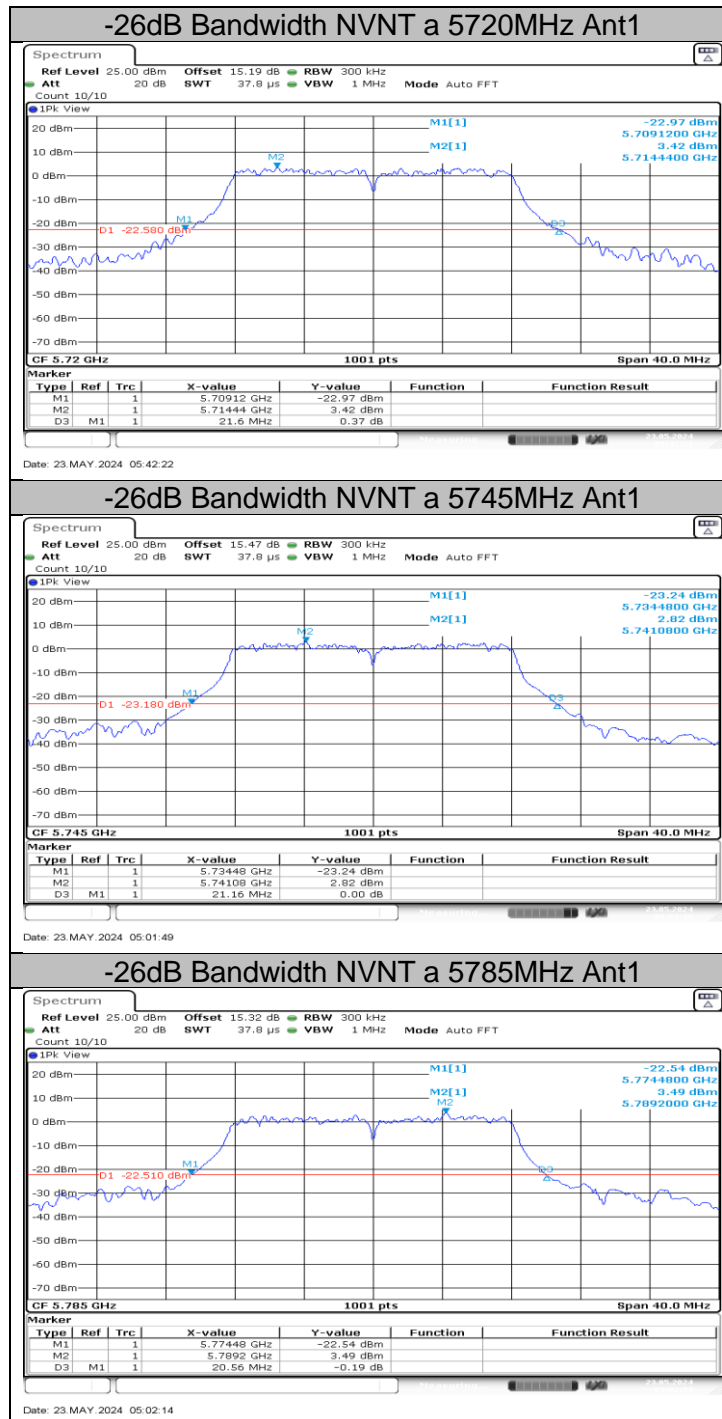 -26dB Bandwidth NVNT a 5720MHz Ant1
Spectrum
Ref Level 25.00 dBm Offset 15.19 dB RBW 300 kHz
Att 20 dB SWT 37.8 µs VBW 1 MHz Mode Auto FFT
Count 10/10
1Pk View
M1[1] -22.97 dBm
5.7091200 GHz
M2[1] 3.42 dBm
5.7144400 GHz
20 dBm
10 dBm
M2
0 dBm
-10 dBm
-20 dBm
M1
D3
D1 -22.580 dBm
-30 dBm
-40 dBm
-50 dBm
-60 dBm
-70 dBm
CF 5.72 GHz 1001 pts Span 40.0 MHz
Marker
Type Ref Trc X-value Y-value Function Function Result
M1 1 5.70912 GHz -22.97 dBm
M2 1 5.71444 GHz 3.42 dBm
D3 M1 1 21.6 MHz 0.37 dB
Date: 23.MAY.2024 05:42:22
-26dB Bandwidth NVNT a 5745MHz Ant1
Spectrum
Ref Level 25.00 dBm Offset 15.47 dB RBW 300 kHz
Att 20 dB SWT 37.8 µs VBW 1 MHz Mode Auto FFT
Count 10/10
1Pk View
M1[1] -23.24 dBm
5.7344800 GHz
M2[1] 2.82 dBm
5.7410800 GHz
20 dBm
10 dBm
M2
0 dBm
-10 dBm
-20 dBm
M1
D3
D1 -23.180 dBm
-30 dBm
-40 dBm
-50 dBm
-60 dBm
-70 dBm
CF 5.745 GHz 1001 pts Span 40.0 MHz
Marker
Type Ref Trc X-value Y-value Function Function Result
M1 1 5.73448 GHz -23.24 dBm
M2 1 5.74108 GHz 2.82 dBm
D3 M1 1 21.16 MHz 0.00 dB
Date: 23.MAY.2024 05:01:49
-26dB Bandwidth NVNT a 5785MHz Ant1
Spectrum
Ref Level 25.00 dBm Offset 15.32 dB RBW 300 kHz
Att 20 dB SWT 37.8 µs VBW 1 MHz Mode Auto FFT
Count 10/10
1Pk View
M1[1] -22.54 dBm
5.7744800 GHz
M2[1] 3.49 dBm
5.7892000 GHz
20 dBm
10 dBm
M2
0 dBm
-10 dBm
-20 dBm
M1
D3
D1 -22.510 dBm
-30 dBm
-40 dBm
-50 dBm
-60 dBm
-70 dBm
CF 5.785 GHz 1001 pts Span 40.0 MHz
Marker
Type Ref Trc X-value Y-value Function Function Result
M1 1 5.77448 GHz -22.54 dBm
M2 1 5.7892 GHz 3.49 dBm
D3 M1 1 20.56 MHz -0.19 dB
Date: 23.MAY.2024 05:02:14